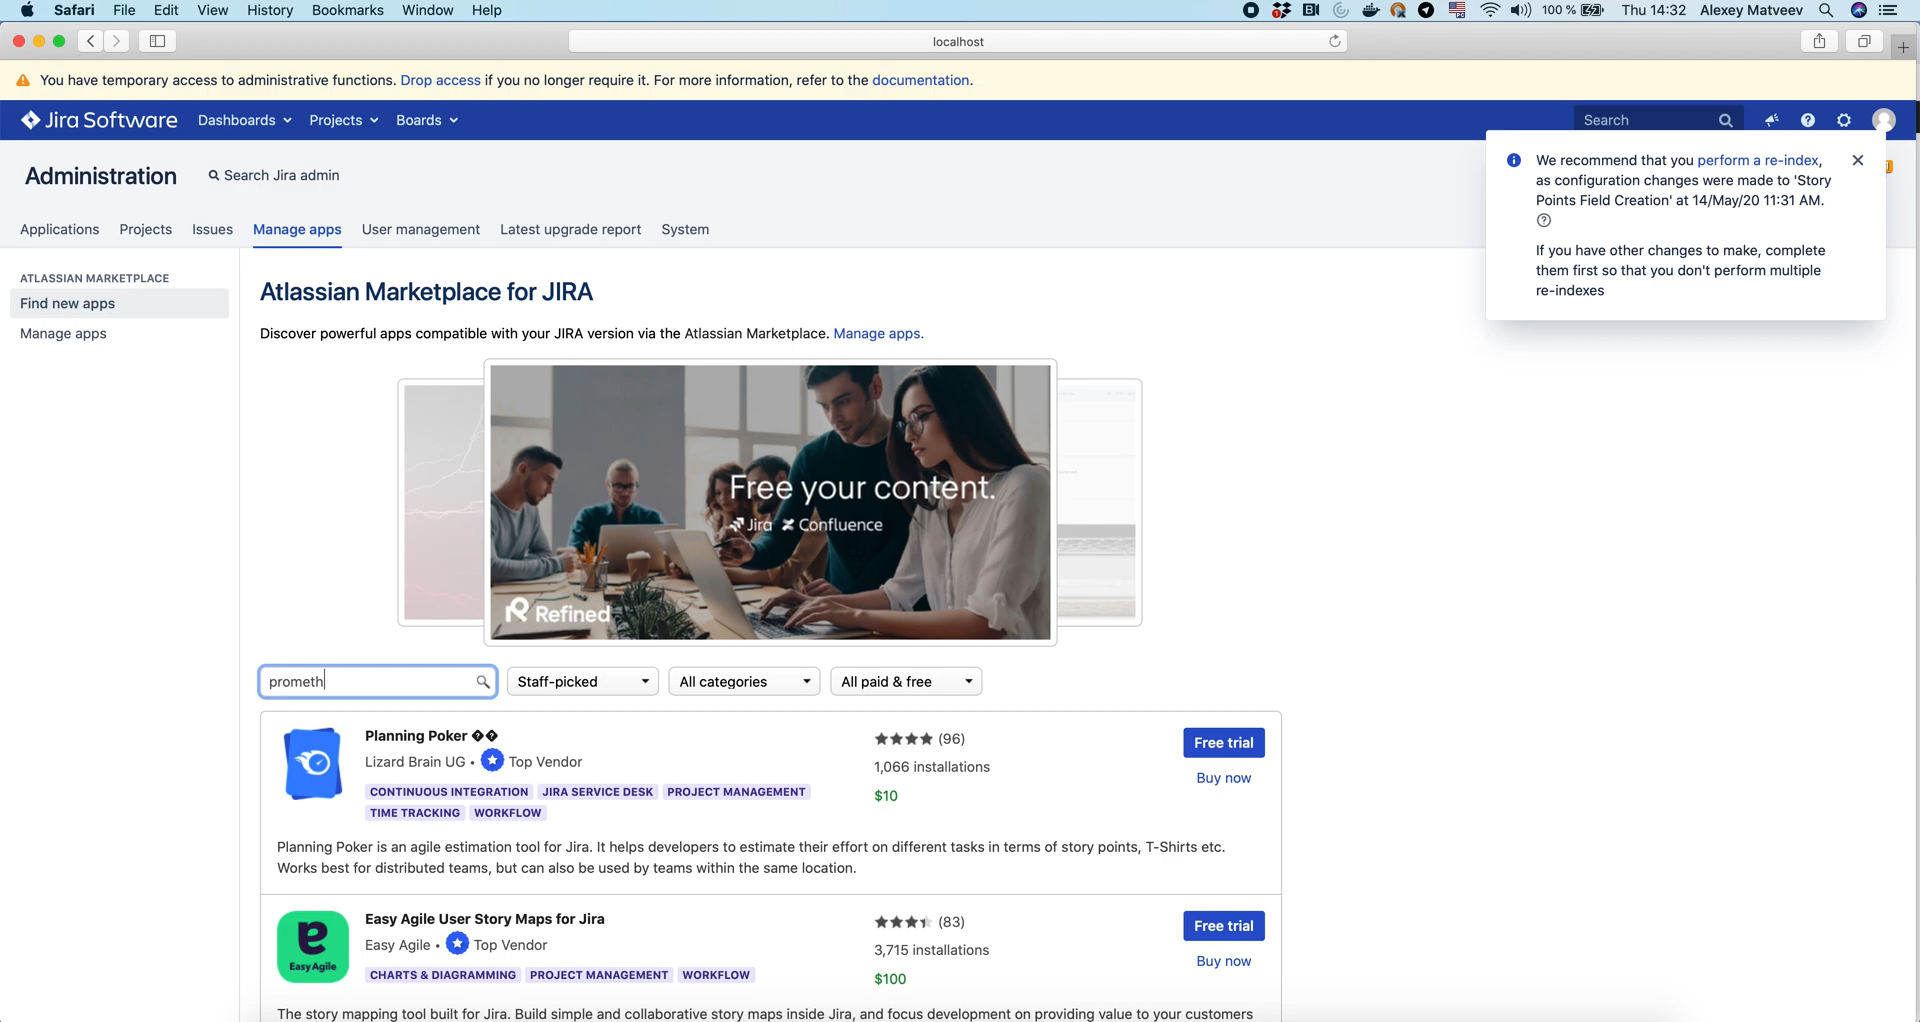 Safari File Edit View History Bookmarks Window Help 100 % Thu 14:32 Alexey Matveev
localhost
You have temporary access to administrative functions. Drop access if you no longer require it. For more information, refer to the documentation.
Jira Software Dashboards Projects Boards Search
Administration Search Jira admin
We recommend that you perform a re-index,
as configuration changes were made to 'Story
Points Field Creation' at 14/May/20 11:31 AM.
If you have other changes to make, complete
them first so that you don't perform multiple
re-indexes
Applications Projects Issues Manage apps User management Latest upgrade report System
ATLASSIAN MARKETPLACE
Find new apps
Manage apps
Atlassian Marketplace for JIRA
Discover powerful apps compatible with your JIRA version via the Atlassian Marketplace. Manage apps.
Free your content.
Jira Confluence
Refined
prometh Staff-picked All categories All paid & free
Planning Poker ��
Lizard Brain UG • Top Vendor
CONTINUOUS INTEGRATION JIRA SERVICE DESK PROJECT MANAGEMENT
TIME TRACKING WORKFLOW
(96)
1,066 installations
$10
Free trial
Buy now
Planning Poker is an agile estimation tool for Jira. It helps developers to estimate their effort on different tasks in terms of story points, T-Shirts etc.
Works best for distributed teams, but can also be used by teams within the same location.
e
Easy Agile
Easy Agile User Story Maps for Jira
Easy Agile • Top Vendor
CHARTS & DIAGRAMMING PROJECT MANAGEMENT WORKFLOW
(83)
3,715 installations
$100
Free trial
Buy now
The story mapping tool built for Jira. Build simple and collaborative story maps inside Jira, and focus development on providing value to your customers